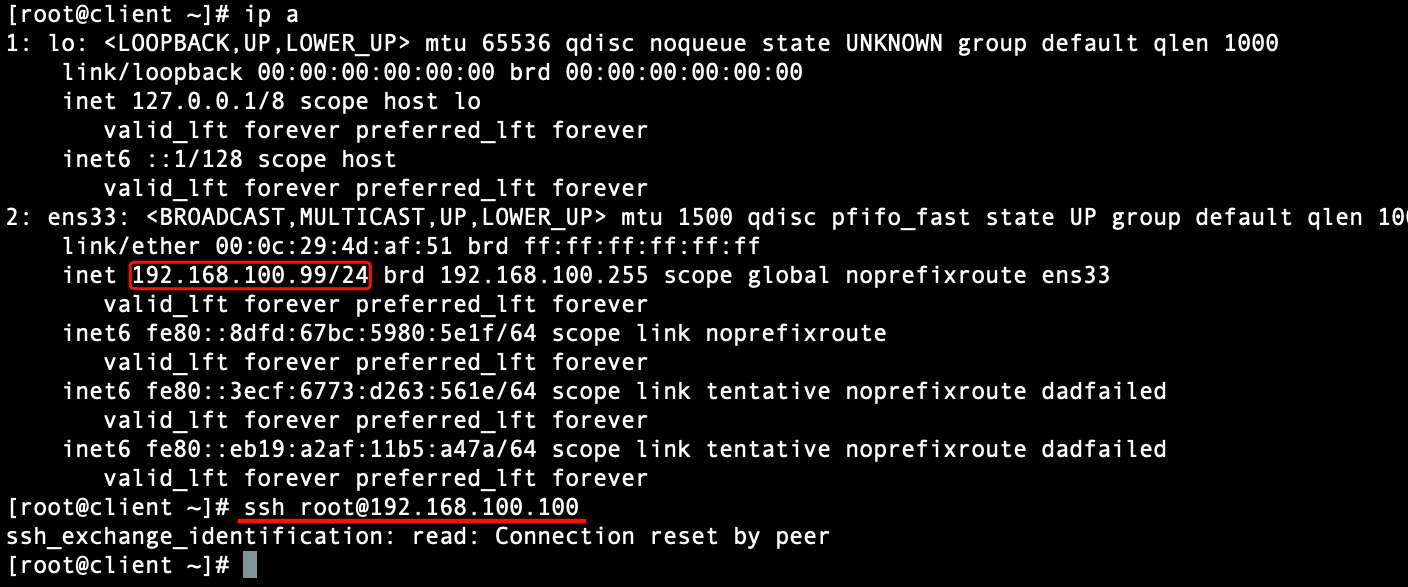 [root@client ~]# ip a
1: lo: <LOOPBACK,UP,LOWER_UP> mtu 65536 qdisc noqueue state UNKNOWN group default qlen 1000
link/loopback 00:00:00:00:00:00 brd 00:00:00:00:00:00
inet 127.0.0.1/8 scope host lo
valid_lft forever preferred_lft forever
inet6 ::1/128 scope host
valid_lft forever preferred_lft forever
2: ens33: <BROADCAST,MULTICAST,UP,LOWER_UP> mtu 1500 qdisc pfifo_fast state UP group default qlen
link/ether 00:0c:29:4d:af:51 brd ff:ff:ff:ff:ff:ff
inet 192.168.100.99/24 brd 192.168.100.255 scope global noprefixroute ens33
valid_lft forever preferred_lft forever
inet6 fe80::8dfd:67bc:5980:5e1f/64 scope link noprefixroute
valid_lft forever preferred_lft forever
inet6 fe80::3ecf:6773:d263:561e/64 scope link tentative noprefixroute dadfailed
valid_lft forever preferred_lft forever
inet6 fe80::eb19:a2af:11b5:a47a/64 scope link tentative noprefixroute dadfailed
valid_lft forever preferred_lft forever
[root@client ~]# ssh root@192.168.100.100
ssh_exchange_identification: read: Connection reset by peer
[root@client ~]#